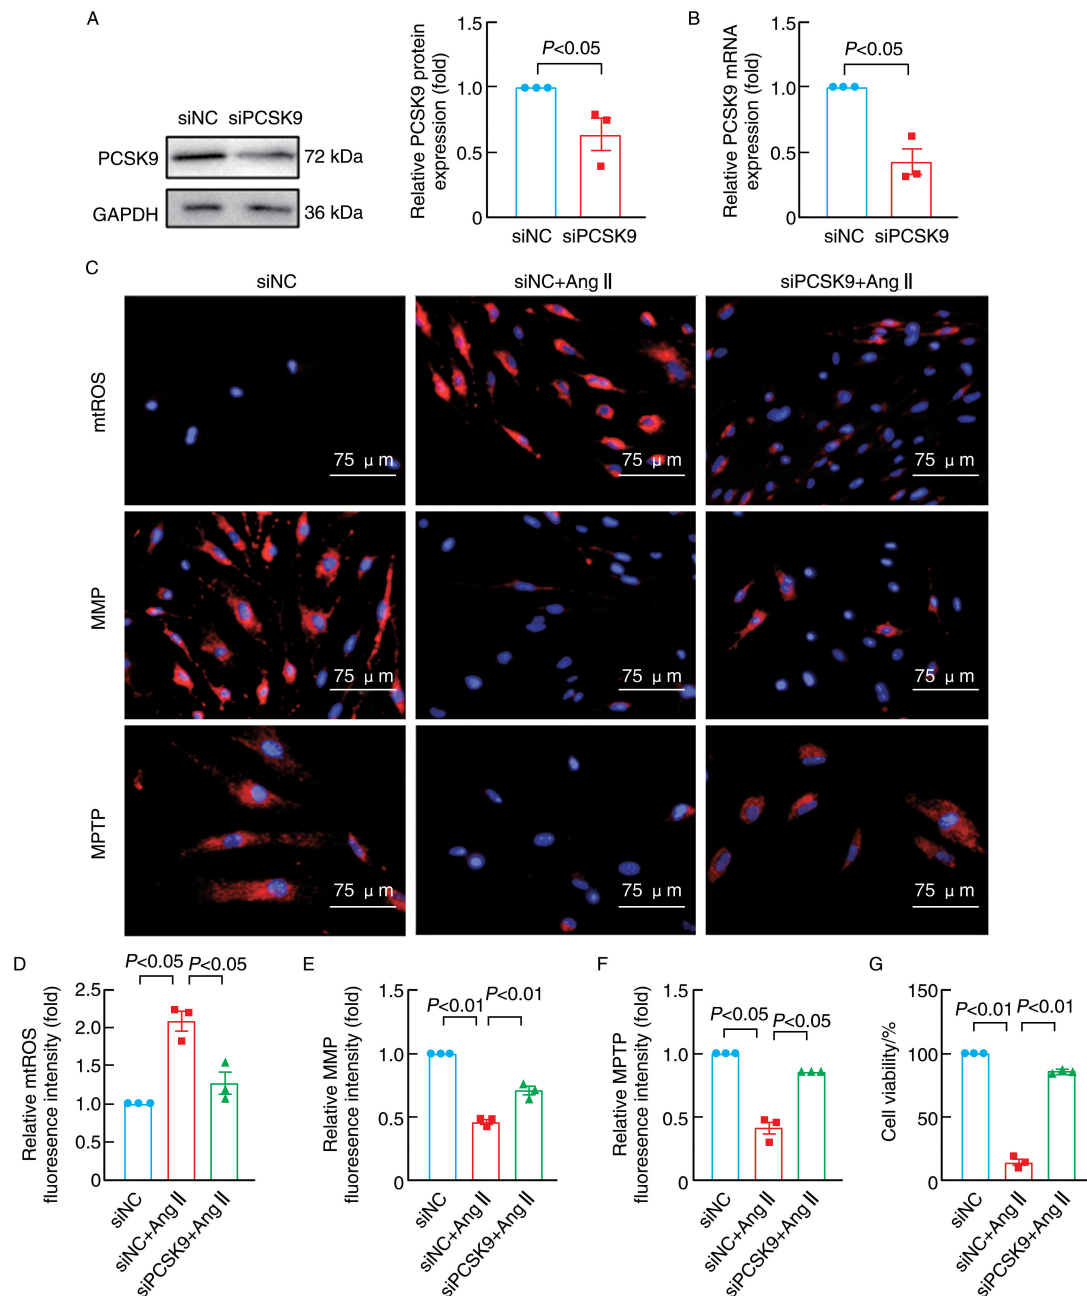 A
siNC siPCSK9
PCSK9
72 kDa
GAPDH
36 kDa
Relative PCSK9 protein
expression (fold)
1.5
1.0
0.5
0
P<0.05
siNC siPCSK9
B
Relative PCSK9 mRNA
expression (fold)
1.5
1.0
0.5
0
P<0.05
siNC siPCSK9
C
siNC
siNC+Ang Ⅱ
siPCSK9+Ang Ⅱ
mtROS
75 μm
75 μm
75 μm
MMP
75 μm
75 μm
75 μm
MPTP
75 μm
75 μm
75 μm
D
Relative mtROS
fluoresence intensity (fold)
2.5
2.0
1.5
1.0
0.5
0
P<0.05
P<0.05
siNC
siNC+Ang Ⅱ
siPCSK9+Ang Ⅱ
E
Relative MMP
fluoresence intensity (fold)
1.5
1.0
0.5
0
P<0.01
P<0.01
siNC
siNC+Ang Ⅱ
siPCSK9+Ang Ⅱ
F
Relative MPTP
fluoresence intensity (fold)
1.5
1.0
0.5
0
P<0.05
P<0.05
siNC
siNC+Ang Ⅱ
siPCSK9+Ang Ⅱ
G
Cell viability/%
150
100
50
0
P<0.01
P<0.01
siNC
siNC+Ang Ⅱ
siPCSK9+Ang Ⅱ